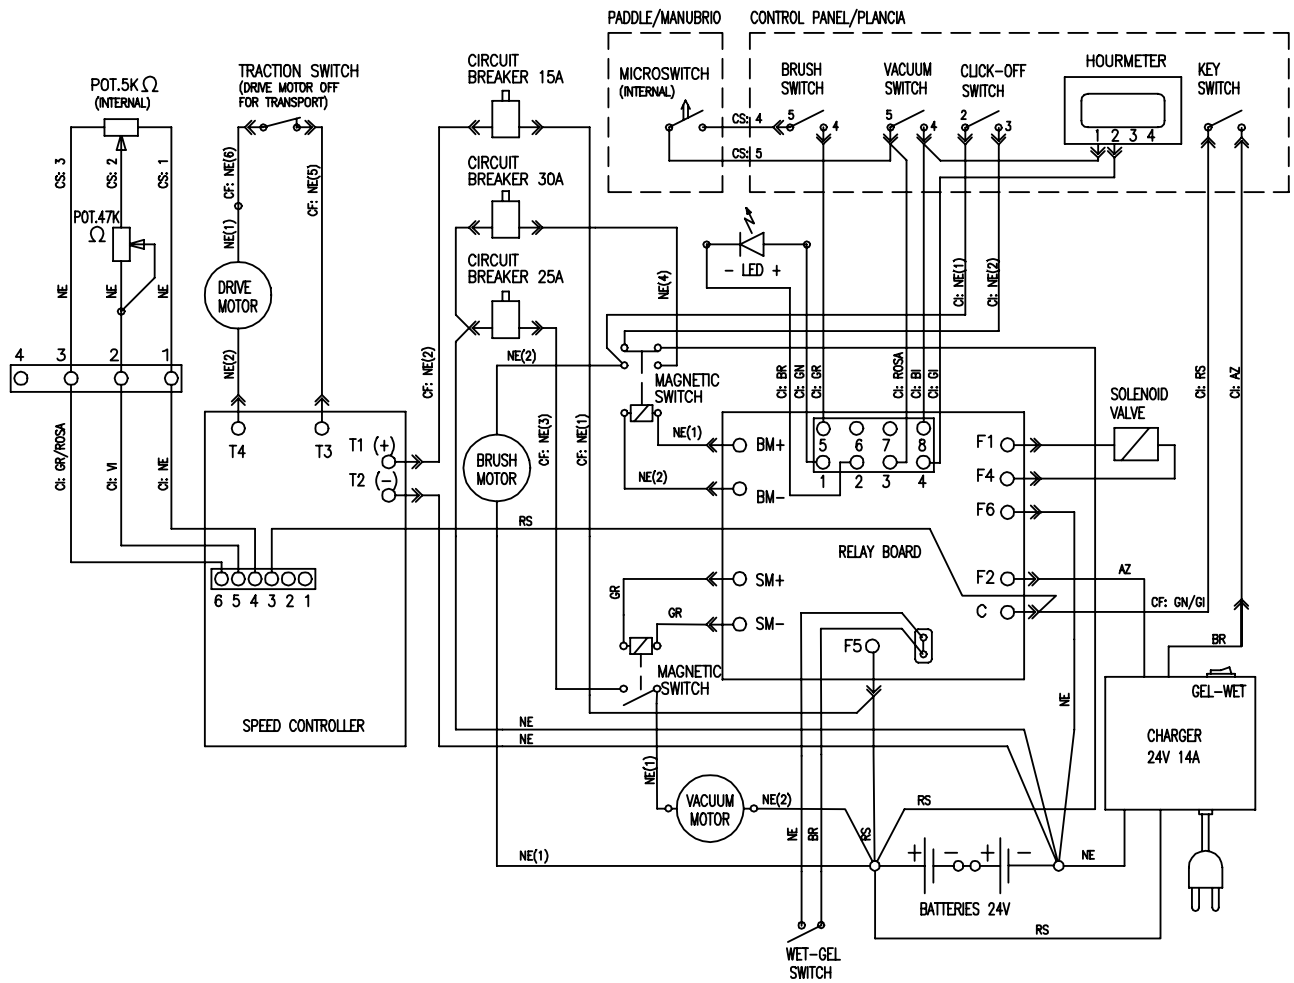 PADDLE/MANUBRIO
CONTROL PANEL/PLANCIA
CIRCUIT
BREAKER 15A
TRACTION SWITCH
(DRIVE MOTOR OFF
FOR TRANSPORT)
POT.5K Ω
(INTERNAL)
MICROSWITCH
(INTERNAL)
BRUSH
SWITCH
VACUUM
SWITCH
CLICK-OFF
SWITCH
HOURMETER
KEY
SWITCH
CS: 4
5
4
5
4
2
3
1 2 3 4
CS: 5
CS: 3
CS: 2
CS: 1
CF: NE(6)
CF: NE(5)
CIRCUIT
BREAKER 30A
POT.47K
Ω
NE(1)
CIRCUIT
BREAKER 25A
- LED +
NE(4)
CI: NE(1)
CI: NE(2)
NE
NE
NE
DRIVE
MOTOR
4
3
2
1
NE(2)
CF: NE(2)
NE(2)
MAGNETIC
SWITCH
CI: BR
CI: GN
CI: GR
CI: ROSA
CI: BI
CI: GI
CI: RS
CI: AZ
SOLENOID
VALVE
CI: GR/ROSA
CI: VI
CI: NE
T4
T3
T1 (+)
T2 (-)
CF: NE(3)
CF: NE(1)
BRUSH
MOTOR
NE(1)
NE(2)
BM+
BM-
5 6 7 8
1 2 3 4
F1
F4
F6
RS
RELAY BOARD
F2
AZ
C
CF: GN/GI
6 5 4 3 2 1
GR
GR
SM+
SM-
F5
BR
MAGNETIC
SWITCH
GEL-WET
SPEED CONTROLLER
NE
NE
NE
CHARGER
24V 14A
NE(1)
VACUUM
MOTOR
NE(2)
RS
NE
BR
RS
NE(1)
+ -
+ -
NE
BATTERIES 24V
RS
WET-GEL
SWITCH